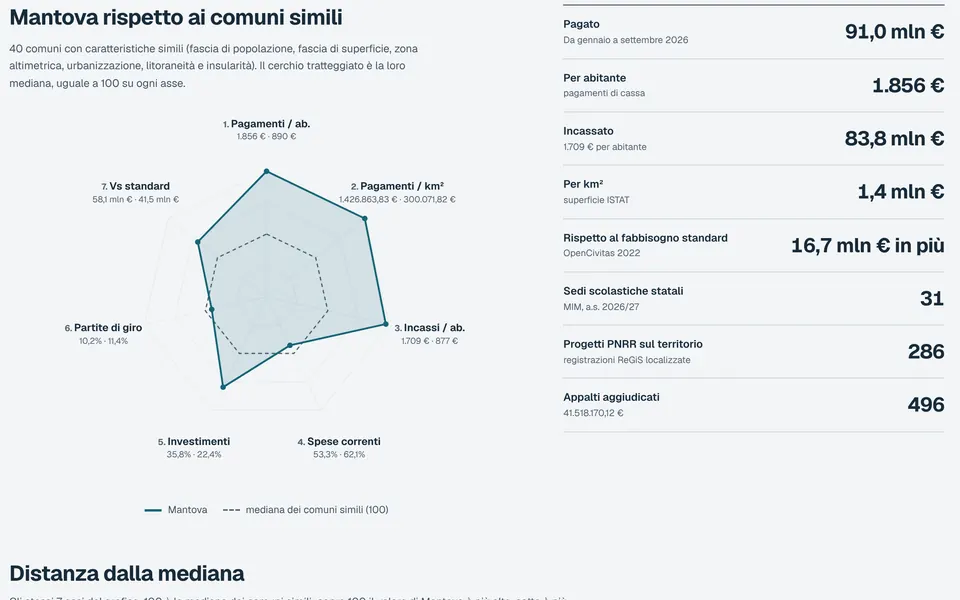 Mantova rispetto ai comuni simili
40 comuni con caratteristiche simili (fascia di popolazione, fascia di superficie, zona
altimetrica, urbanizzazione, litoraneità e insularità). Il cerchio tratteggiato è la loro
mediana, uguale a 100 su ogni asse.
1. Pagamenti / ab.
1.856 € · 890 €
7. Vs standard
58,1 mln € · 41,5 mln €
2. Pagamenti / km²
1.426.863,83 € · 300.071,82 €
6. Partite di giro
10,2% · 11,4%
3. Incassi / ab.
1.709 € · 877 €
5. Investimenti
35,8% · 22,4%
4. Spese correnti
53,3% · 62,1%
Mantova
mediana dei comuni simili (100)
Distanza dalla mediana
Pagato
Da gennaio a settembre 2026
91,0 mln €
Per abitante
pagamenti di cassa
1.856 €
Incassato
1.709 € per abitante
83,8 mln €
Per km²
superficie ISTAT
1,4 mln €
Rispetto al fabbisogno standard
OpenCivitas 2022
16,7 mln € in più
Sedi scolastiche statali
MIM, a.s. 2026/27
31
Progetti PNRR sul territorio
registrazioni ReGiS localizzate
286
Appalti aggiudicati
41.518.170,12 €
496